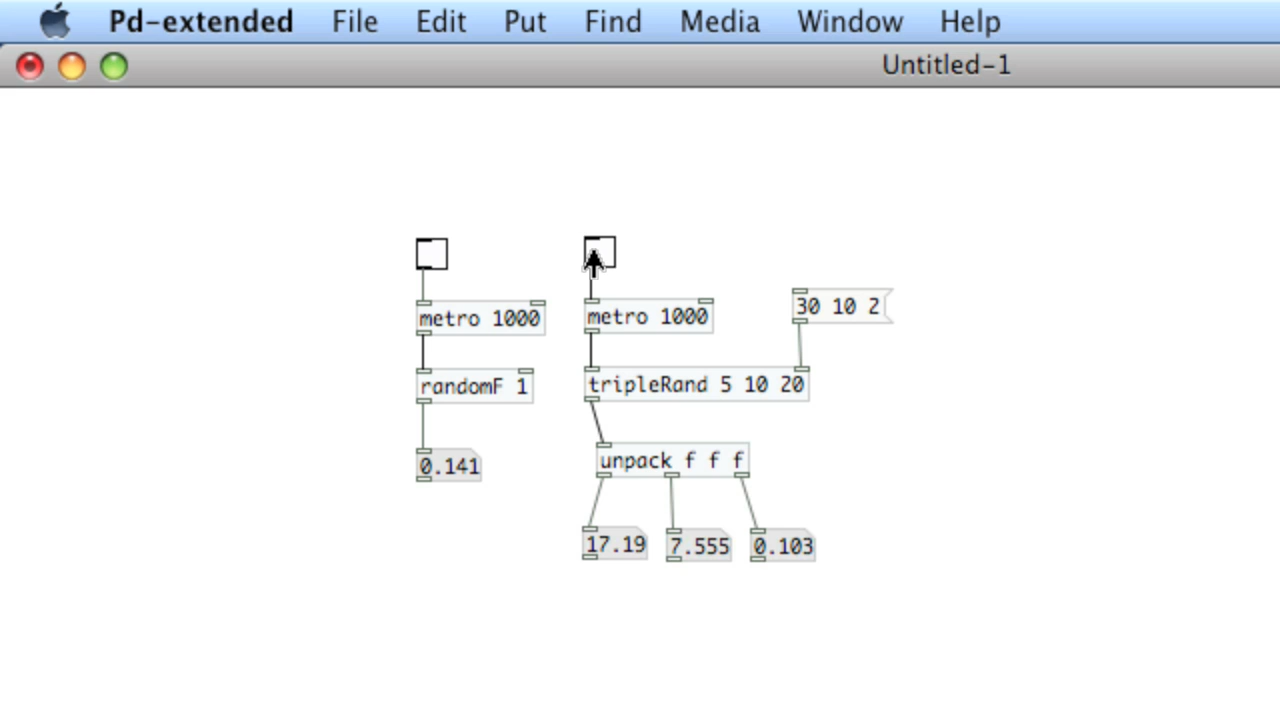 Pd-extended File Edit Put Find Media Window Help
Untitled-1
metro 1000
randomF 1
0.141
metro 1000
30 10 2
tripleRand 5 10 20
unpack f f f
17.19 7.555 0.103